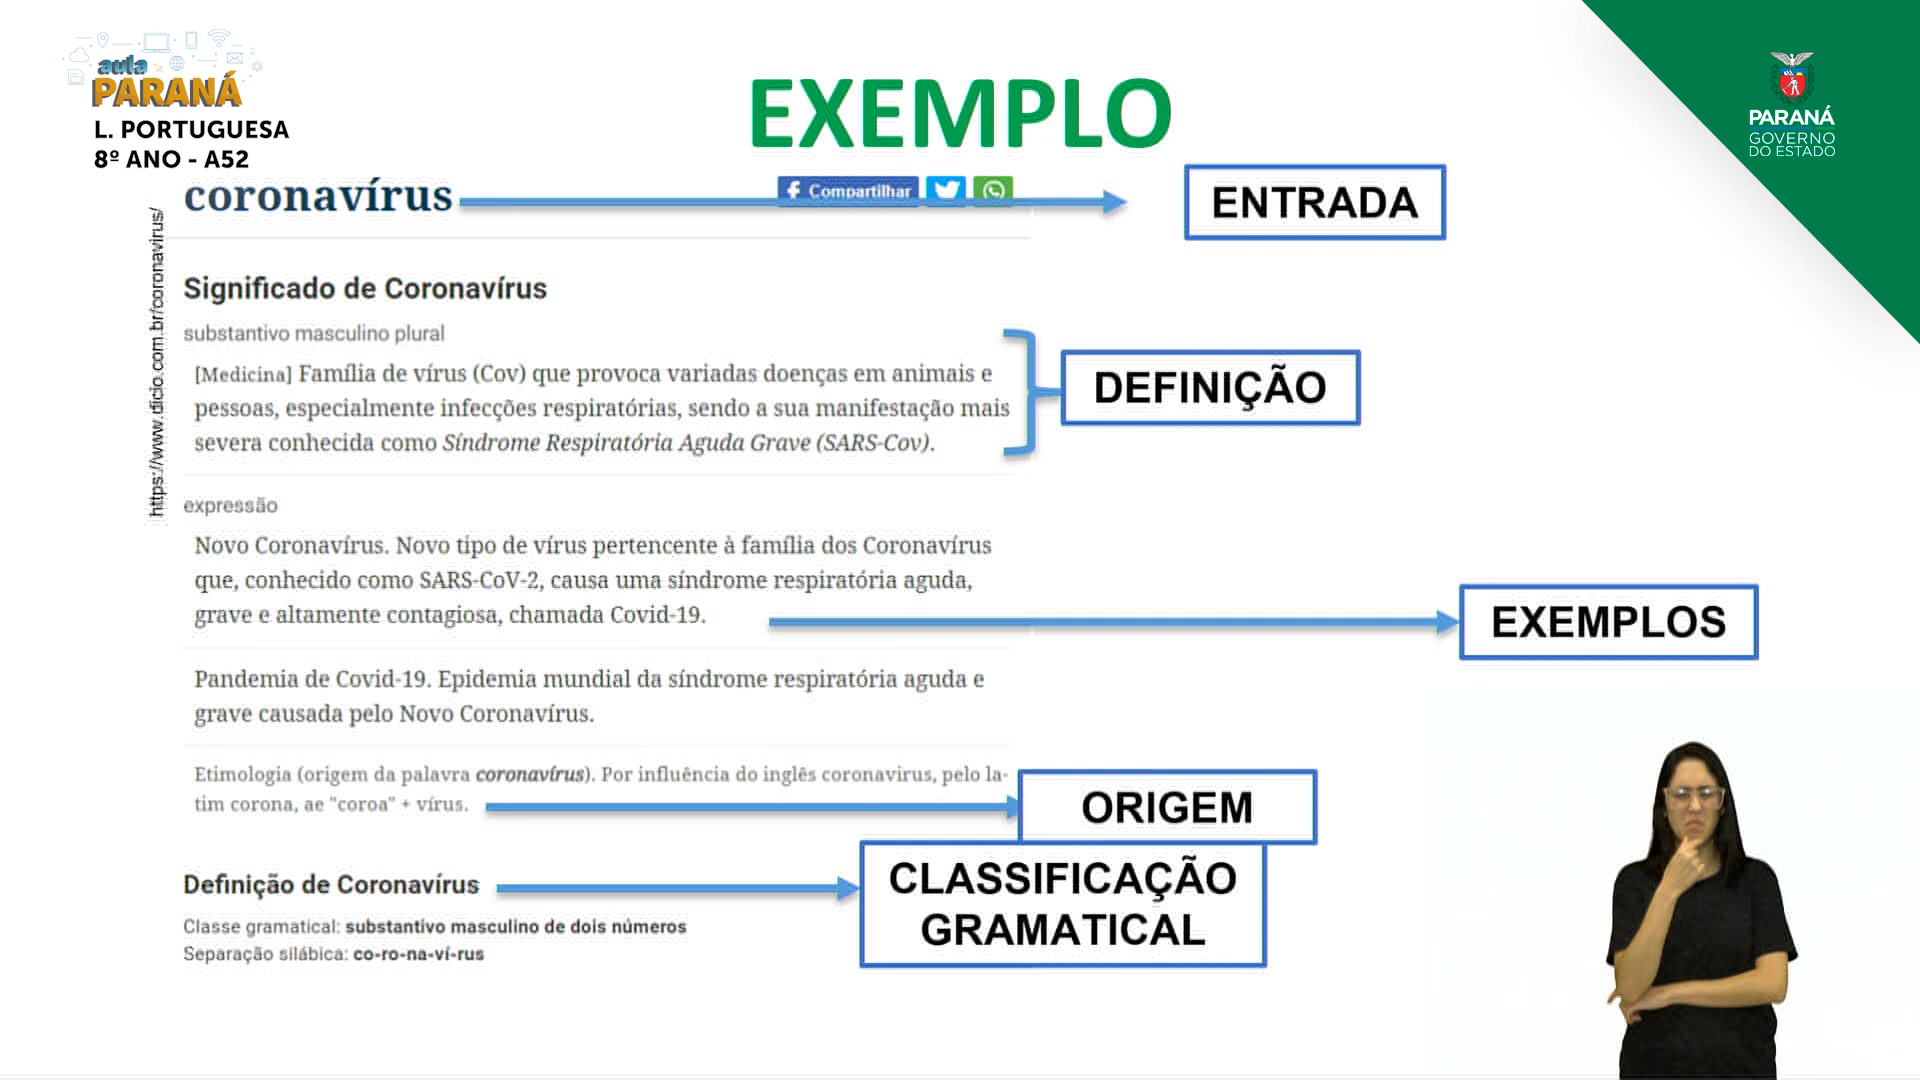 aula
PARANÁ
L. PORTUGUESA
8º ANO - A52
EXEMPLO
PARANÁ
GOVERNO
DO ESTADO
coronavírus
Compartilhar
ENTRADA
https://www.dicio.com.br/coronavirus/
Significado de Coronavírus
substantivo masculino plural
[Medicina] Família de vírus (Cov) que provoca variadas doenças em animais e
pessoas, especialmente infecções respiratórias, sendo a sua manifestação mais
severa conhecida como Síndrome Respiratória Aguda Grave (SARS-Cov).
DEFINIÇÃO
expressão
Novo Coronavírus. Novo tipo de vírus pertencente à família dos Coronavírus
que, conhecido como SARS-CoV-2, causa uma síndrome respiratória aguda,
grave e altamente contagiosa, chamada Covid-19.
EXEMPLOS
Pandemia de Covid-19. Epidemia mundial da síndrome respiratória aguda e
grave causada pelo Novo Coronavírus.
Etimologia (origem da palavra coronavírus). Por influência do inglês coronavirus, pelo la-
tim corona, ae "coroa" + vírus.
ORIGEM
Definição de Coronavírus
CLASSIFICAÇÃO
GRAMATICAL
Classe gramatical: substantivo masculino de dois números
Separação silábica: co-ro-na-ví-rus